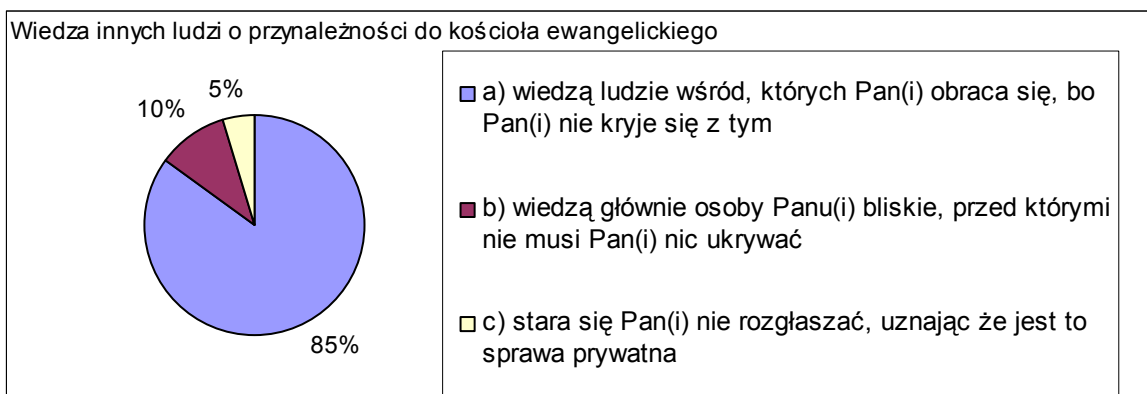 Wiedza innych ludzi o przynależności do kościoła ewangelickiego
5%
10%
85%
a) wiedzą ludzie wśród, których Pan(i) obraca się, bo
Pan(i) nie kryje się z tym
b) wiedzą głównie osoby Panu(i) bliskie, przed którymi
nie musi Pan(i) nic ukrywać
c) stara się Pan(i) nie rozgłaszać, uznając że jest to
sprawa prywatna